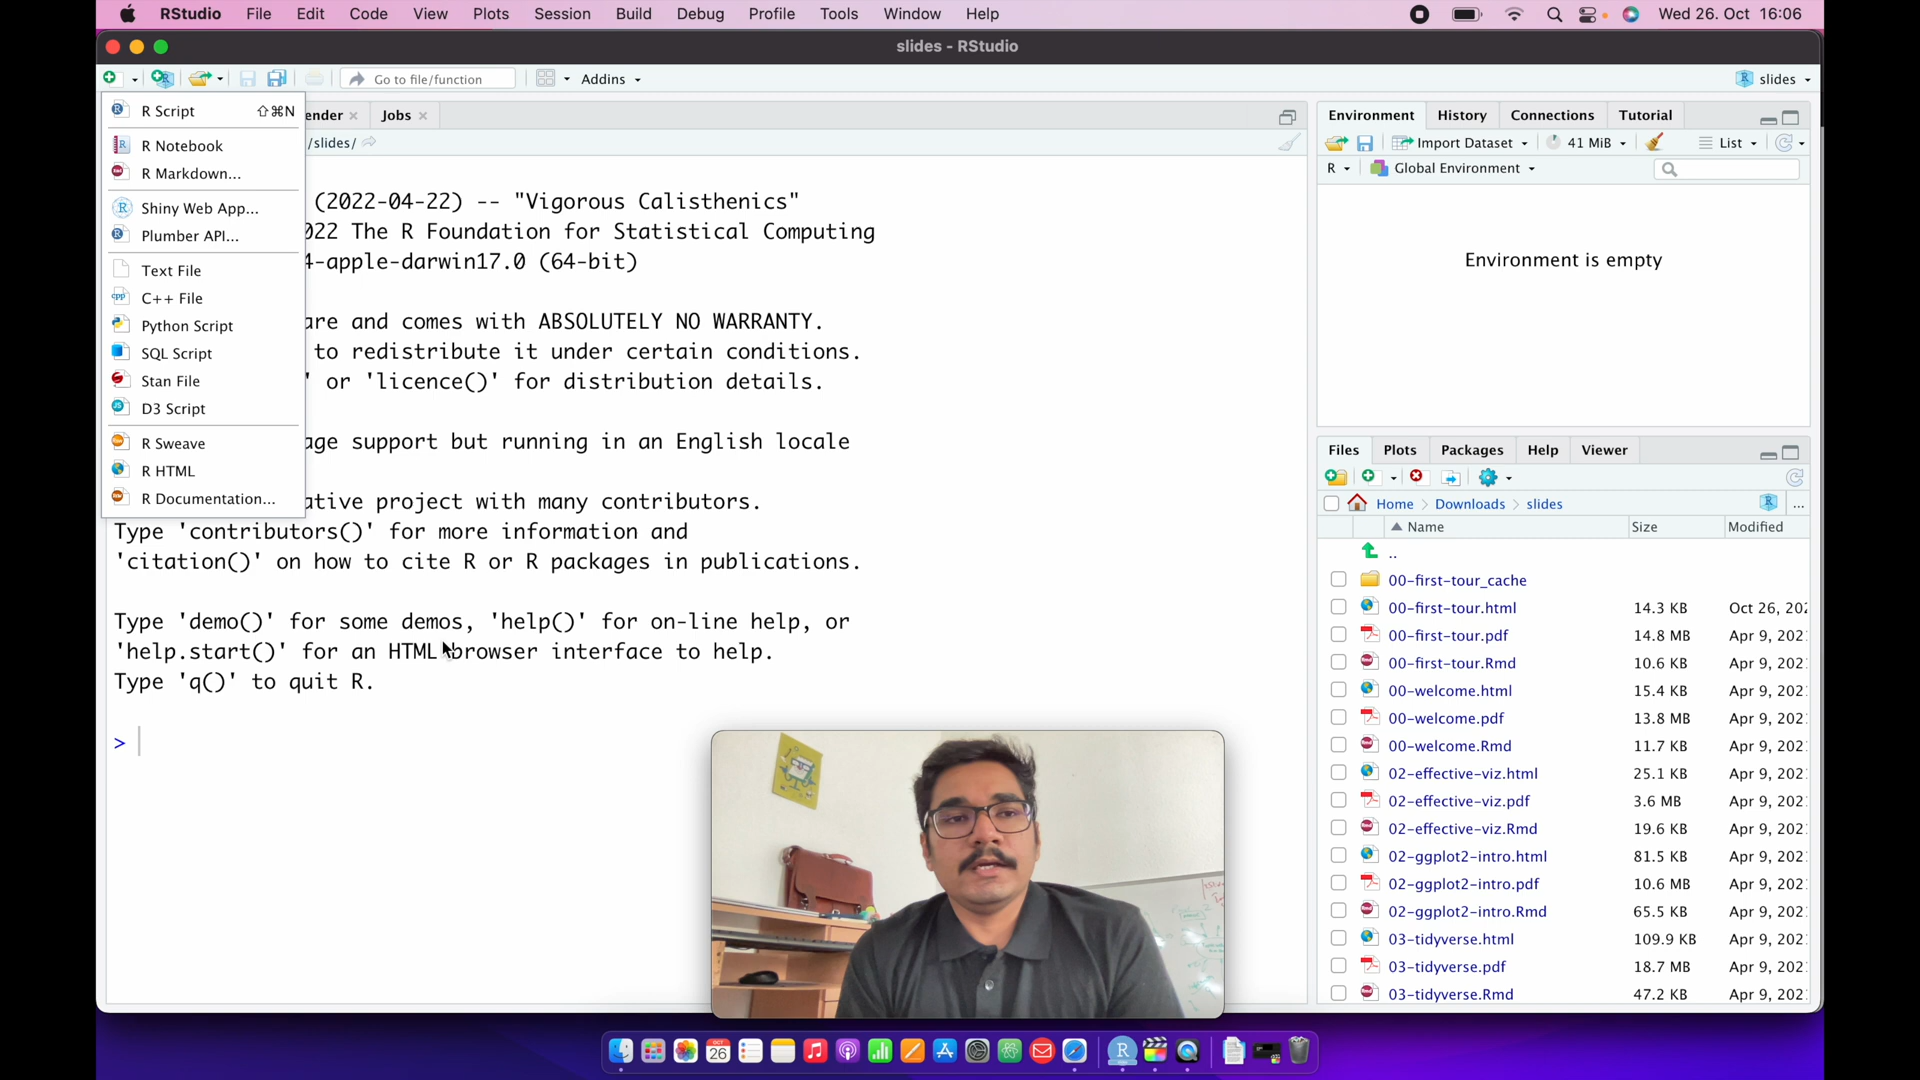 RStudio File Edit Code View Plots Session Build Debug Profile Tools Window Help Wed 26. Oct 16:06
slides - RStudio
Go to file/function Addins slides
R Script ⇧⌘N
R Notebook
R Markdown...
Shiny Web App...
Plumber API...
Text File
C++ File
Python Script
SQL Script
Stan File
D3 Script
R Sweave
R HTML
R Documentation...
ender Jobs
/slides/
(2022-04-22) -- "Vigorous Calisthenics"
022 The R Foundation for Statistical Computing
4-apple-darwin17.0 (64-bit)
are and comes with ABSOLUTELY NO WARRANTY.
to redistribute it under certain conditions.
' or 'licence()' for distribution details.
age support but running in an English locale
ative project with many contributors.
Type 'contributors()' for more information and
'citation()' on how to cite R or R packages in publications.
Type 'demo()' for some demos, 'help()' for on-line help, or
'help.start()' for an HTML browser interface to help.
Type 'q()' to quit R.
>
Environment History Connections Tutorial
Import Dataset 41 MiB List
R Global Environment
Environment is empty
Files Plots Packages Help Viewer
Home Downloads slides ...
Name Size Modified
..
00-first-tour_cache
00-first-tour.html 14.3 KB Oct 26, 202
00-first-tour.pdf 14.8 MB Apr 9, 202
00-first-tour.Rmd 10.6 KB Apr 9, 202
00-welcome.html 15.4 KB Apr 9, 202
00-welcome.pdf 13.8 MB Apr 9, 202
00-welcome.Rmd 11.7 KB Apr 9, 202
02-effective-viz.html 25.1 KB Apr 9, 202
02-effective-viz.pdf 3.6 MB Apr 9, 202
02-effective-viz.Rmd 19.6 KB Apr 9, 202
02-ggplot2-intro.html 81.5 KB Apr 9, 202
02-ggplot2-intro.pdf 10.6 MB Apr 9, 202
02-ggplot2-intro.Rmd 65.5 KB Apr 9, 202
03-tidyverse.html 109.9 KB Apr 9, 202
03-tidyverse.pdf 18.7 MB Apr 9, 202
03-tidyverse.Rmd 47.2 KB Apr 9, 202
OCT
26